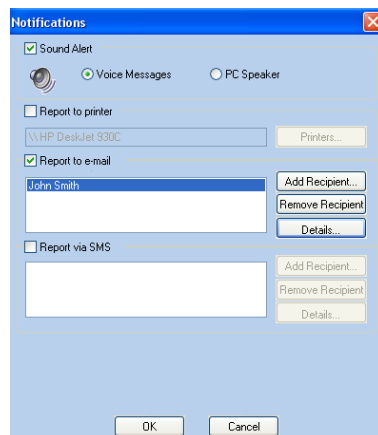 Notifications
Sound Alert
Voice Messages PC Speaker
Report to printer
\\HP DeskJet 930C Printers...
Report to e-mail
John Smith
Add Recipient...
Remove Recipient
Details...
Report via SMS
Add Recipient...
Remove Recipient
Details...
OK Cancel